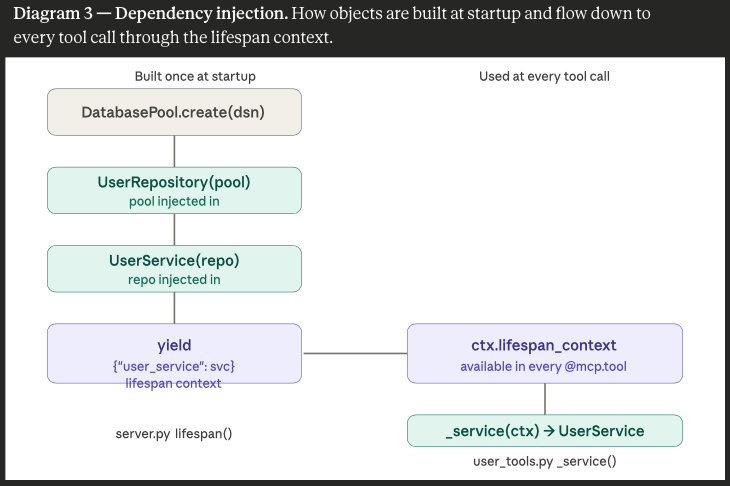 Diagram 3 — Dependency injection. How objects are built at startup and flow down to
every tool call through the lifespan context.
Built once at startup
Used at every tool call
DatabasePool.create(dsn)
UserRepository(pool)
pool injected in
UserService(repo)
repo injected in
yield
{"user_service": svc}
lifespan context
ctx.lifespan_context
available in every @mcp.tool
server.py lifespan()
_service(ctx) → UserService
user_tools.py _service()